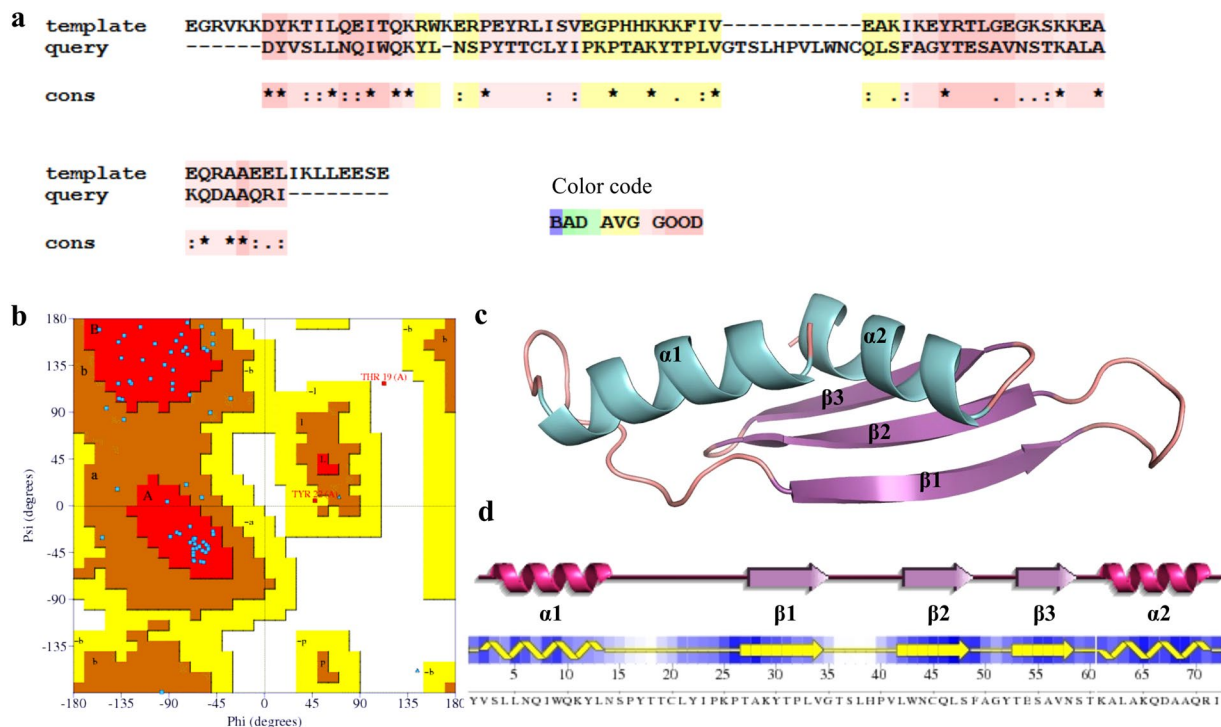 a
template EGRVKKDYKTILQEITQKRWKERPEYRLISVEGPHHKKKFIV-----------EAKIKEYRTLGEGKSKKEA
query ------DYVSLLNQIWQKYL-NSPYTTCLYIPKPTAKYTPLVGTSLHPVLWNCQLSFAGYTESAVNSTKALA
cons ** ::*::* ** : * : : * * . :* : .: * . ..:* *
template EQRAAEELIKLLEESE
query KQDAAQRI--------
cons :* **:.:
Color code
BAD AVG GOOD
b
180
135
90
45
0
-45
-90
-135
-180 -135 -90 -45 0 45 90 135 180
Psi (degrees)
Phi (degrees)
B
b
a
A
~b
~b
~a
~l
l
L
~b
b
THR 19 (A)
b
~b
~p
p
~b
c
α1
α2
β3
β2
β1
d
α1 β1 β2 β3 α2
5 10 15 20 25 30 35 40 45 50 55 60 65 70
YVSLLNQIWQKYLNSPYTTCLYIPKPTAKYTPLVGTSLHPVLWNCQLSFAGYTESAVNSTKALAKQDAAQRI